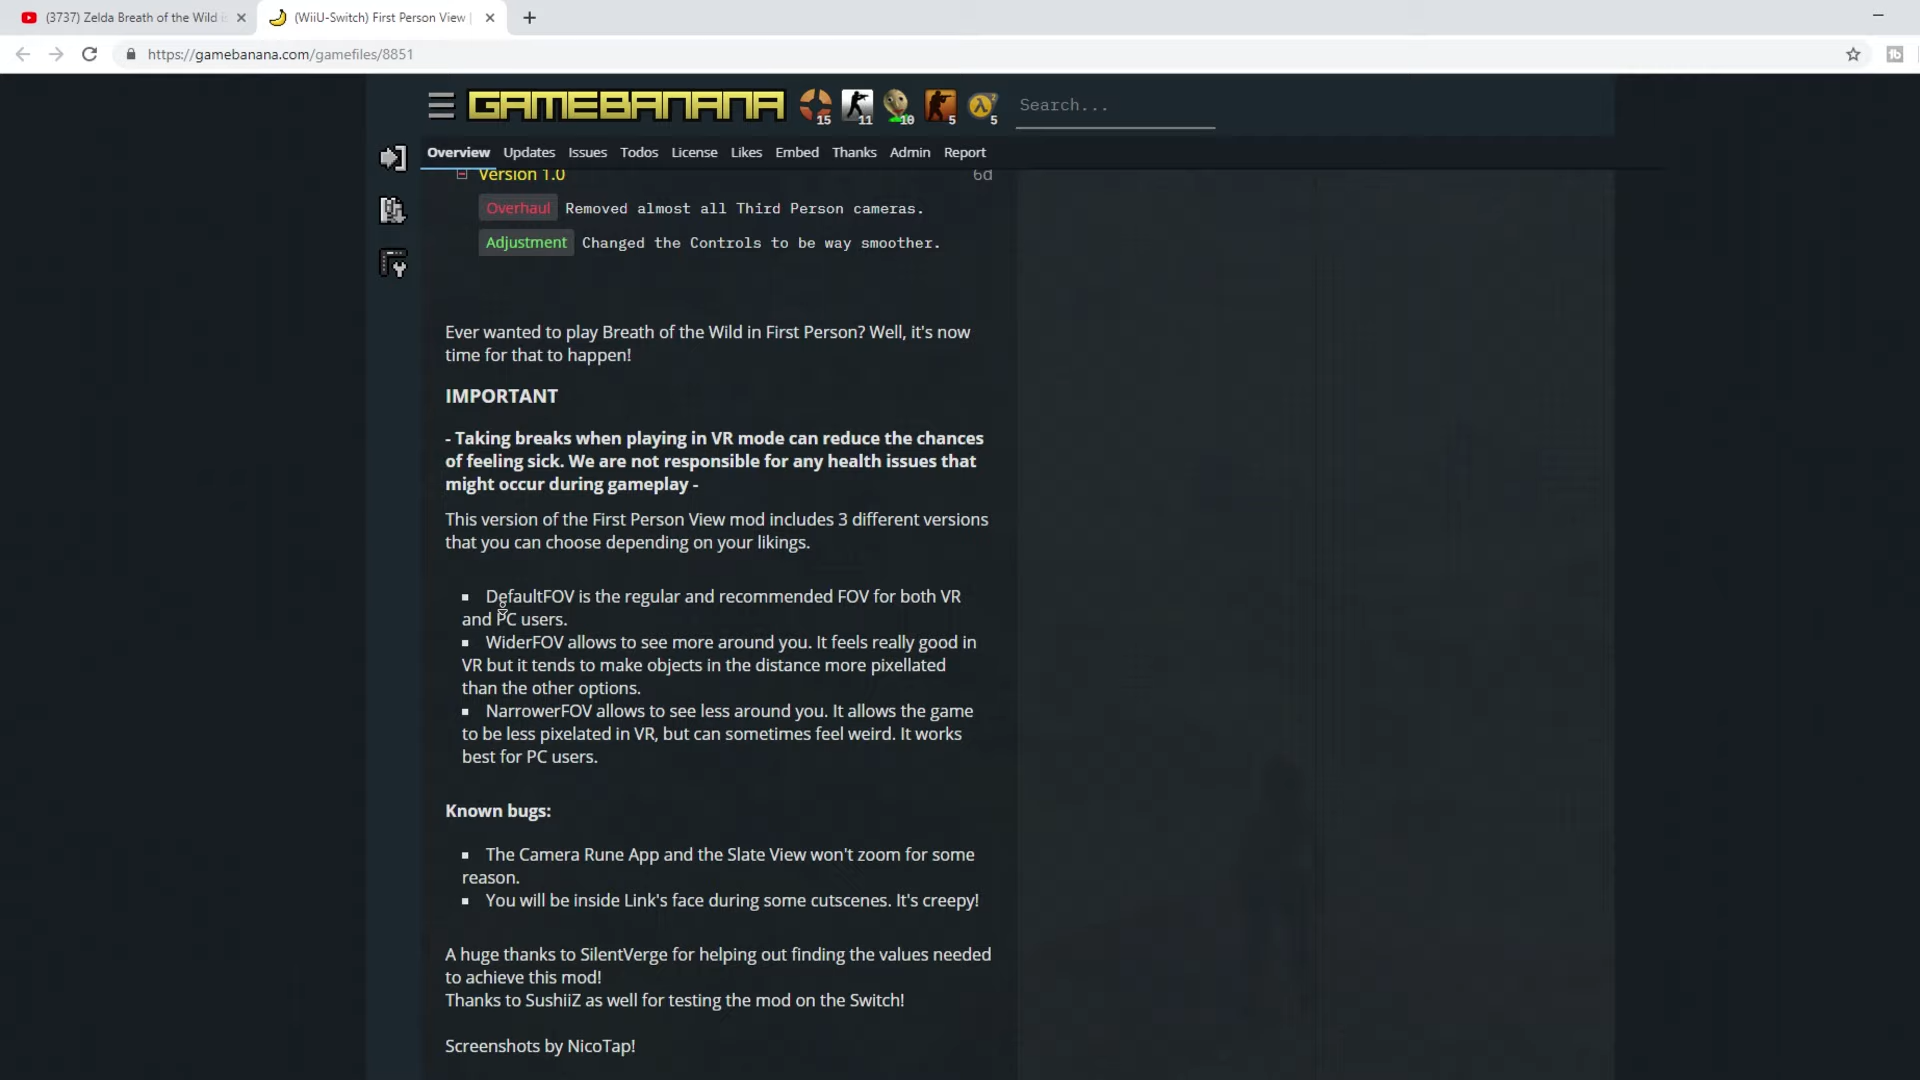 (3737) Zelda Breath of the Wild i
(WiiU-Switch) First Person View |
https://gamebanana.com/gamefiles/8851
GAMEBANANA
15
11
10
5
5
Search...
Overview Updates Issues Todos License Likes Embed Thanks Admin Report
Version 1.0 6d
Overhaul Removed almost all Third Person cameras.
Adjustment Changed the Controls to be way smoother.
Ever wanted to play Breath of the Wild in First Person? Well, it's now
time for that to happen!
IMPORTANT
- Taking breaks when playing in VR mode can reduce the chances
of feeling sick. We are not responsible for any health issues that
might occur during gameplay -
This version of the First Person View mod includes 3 different versions
that you can choose depending on your likings.
▪ DefaultFOV is the regular and recommended FOV for both VR
and PC users.
▪ WiderFOV allows to see more around you. It feels really good in
VR but it tends to make objects in the distance more pixellated
than the other options.
▪ NarrowerFOV allows to see less around you. It allows the game
to be less pixelated in VR, but can sometimes feel weird. It works
best for PC users.
Known bugs:
▪ The Camera Rune App and the Slate View won't zoom for some
reason.
▪ You will be inside Link's face during some cutscenes. It's creepy!
A huge thanks to SilentVerge for helping out finding the values needed
to achieve this mod!
Thanks to SushiiZ as well for testing the mod on the Switch!
Screenshots by NicoTap!